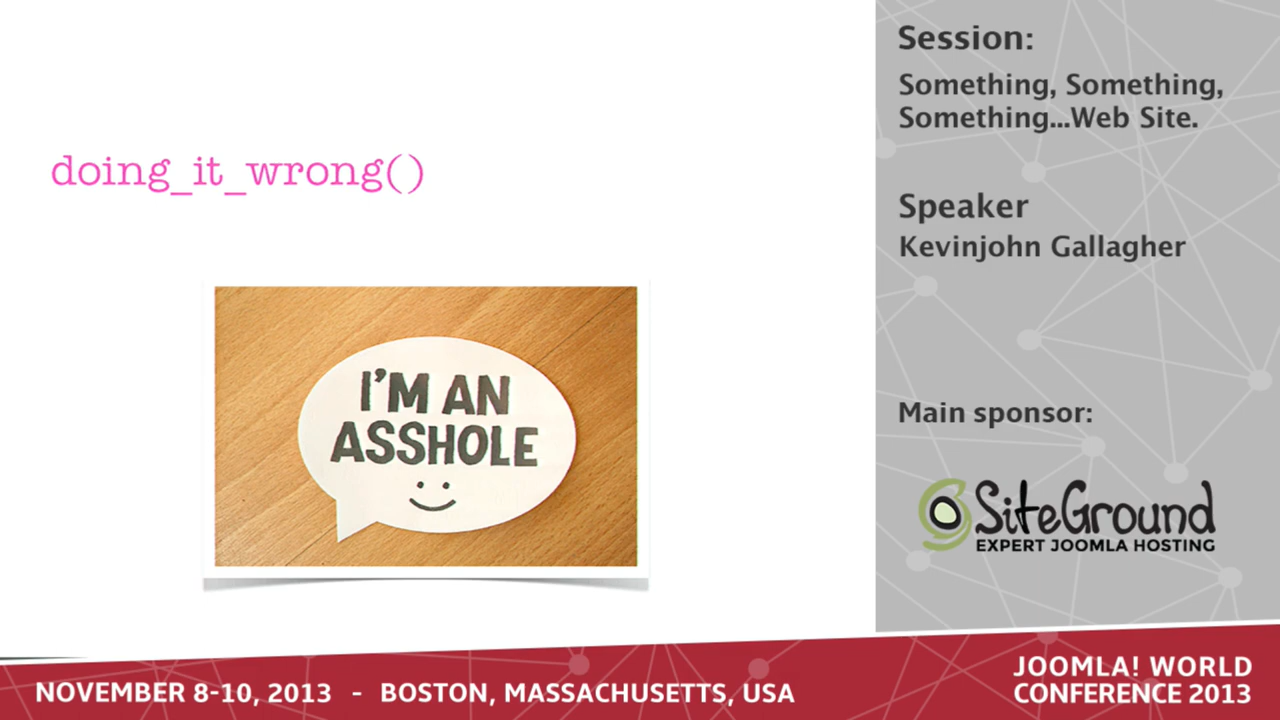 doing_it_wrong()
I'M AN
ASSHOLE
Session:
Something, Something,
Something...Web Site.
Speaker
Kevinjohn Gallagher
Main sponsor:
SiteGround
EXPERT JOOMLA HOSTING
NOVEMBER 8-10, 2013 - BOSTON, MASSACHUSETTS, USA
JOOMLA! WORLD
CONFERENCE 2013